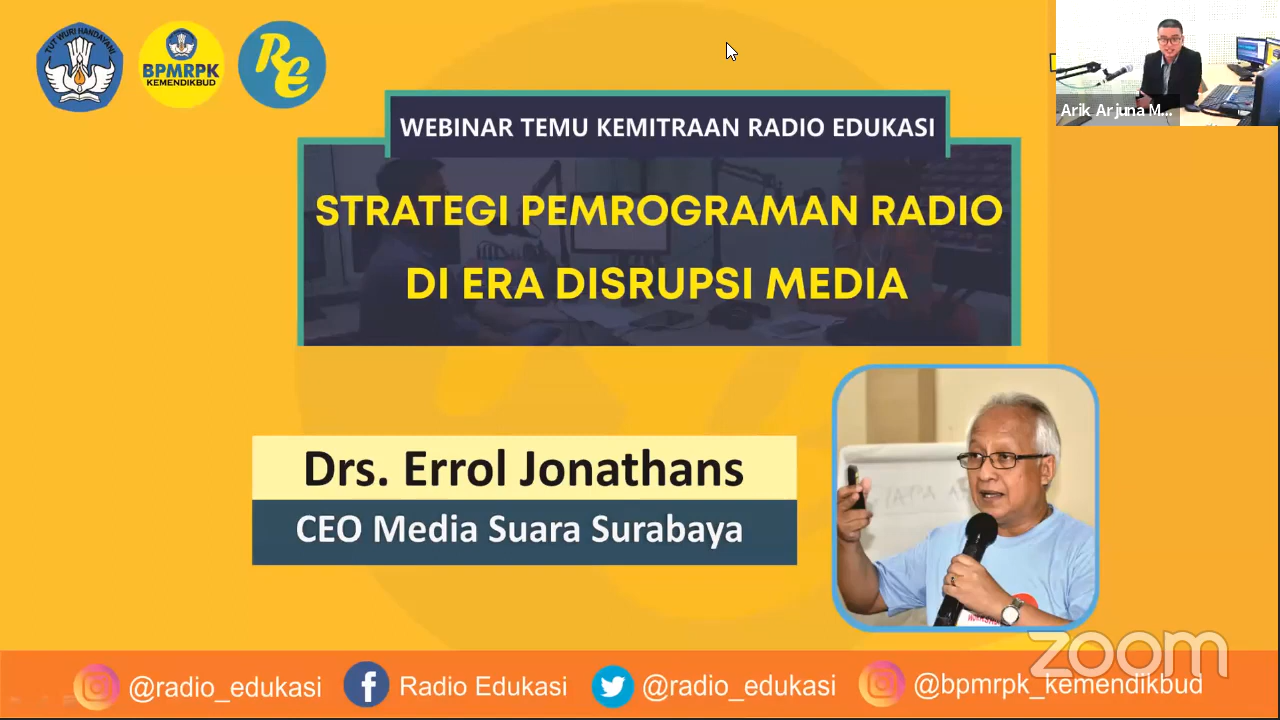 TUT WURI HANDAYANI
BPMRPK
KEMENDIKBUD
Re
Arik Arjuna M...
WEBINAR TEMU KEMITRAAN RADIO EDUKASI
STRATEGI PEMROGRAMAN RADIO
DI ERA DISRUPSI MEDIA
Drs. Errol Jonathans
CEO Media Suara Surabaya
zoom
@radio_edukasi
Radio Edukasi
@radio_edukasi
@bpmrpk_kemendikbud